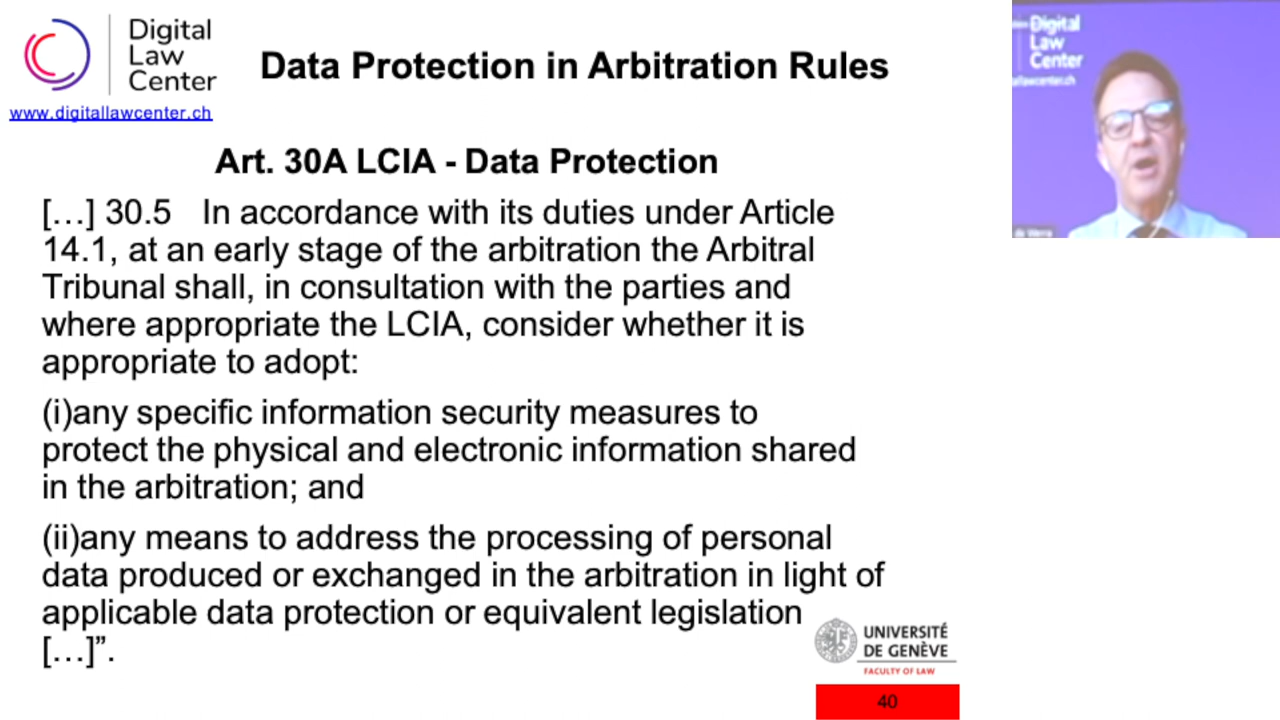 Digital
Law
Center
www.digitallawcenter.ch
Data Protection in Arbitration Rules
Art. 30A LCIA - Data Protection
[…] 30.5 In accordance with its duties under Article
14.1, at an early stage of the arbitration the Arbitral
Tribunal shall, in consultation with the parties and
where appropriate the LCIA, consider whether it is
appropriate to adopt:
(i)any specific information security measures to
protect the physical and electronic information shared
in the arbitration; and
(ii)any means to address the processing of personal
data produced or exchanged in the arbitration in light of
applicable data protection or equivalent legislation
[…]”.
UNIVERSITÉ
DE GENÈVE
FACULTY OF LAW
40
Digital
Law
Center